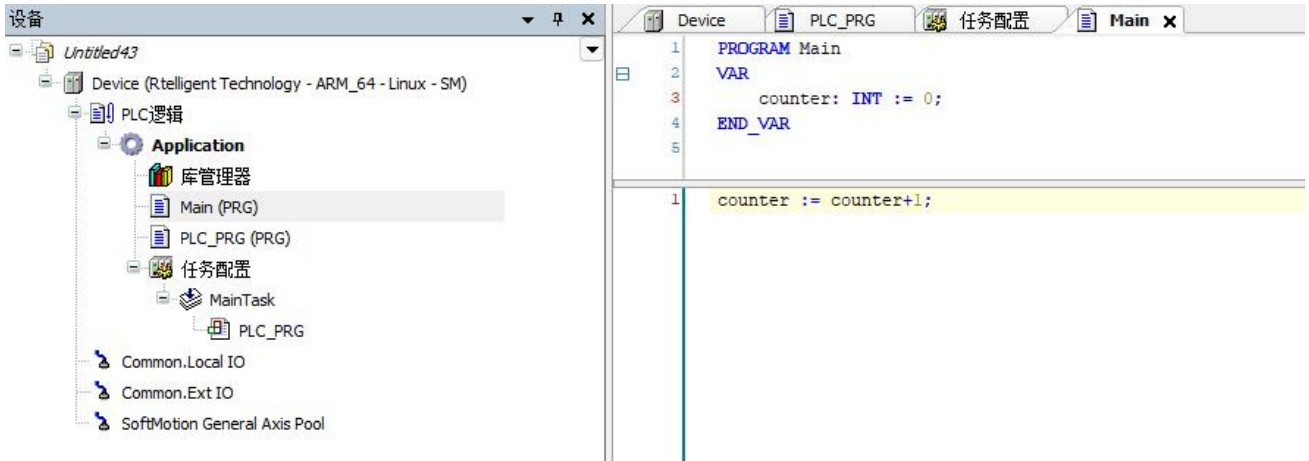 设备
Untitled43
Device (Rtelligent Technology - ARM_64 - Linux - SM)
PLC逻辑
Application
库管理器
Main (PRG)
PLC_PRG (PRG)
任务配置
MainTask
PLC_PRG
Common.Local IO
Common.Ext IO
SoftMotion General Axis Pool
Device PLC_PRG 任务配置 Main
1 PROGRAM Main
2 VAR
3 counter: INT := 0;
4 END_VAR
5
1 counter := counter+1;